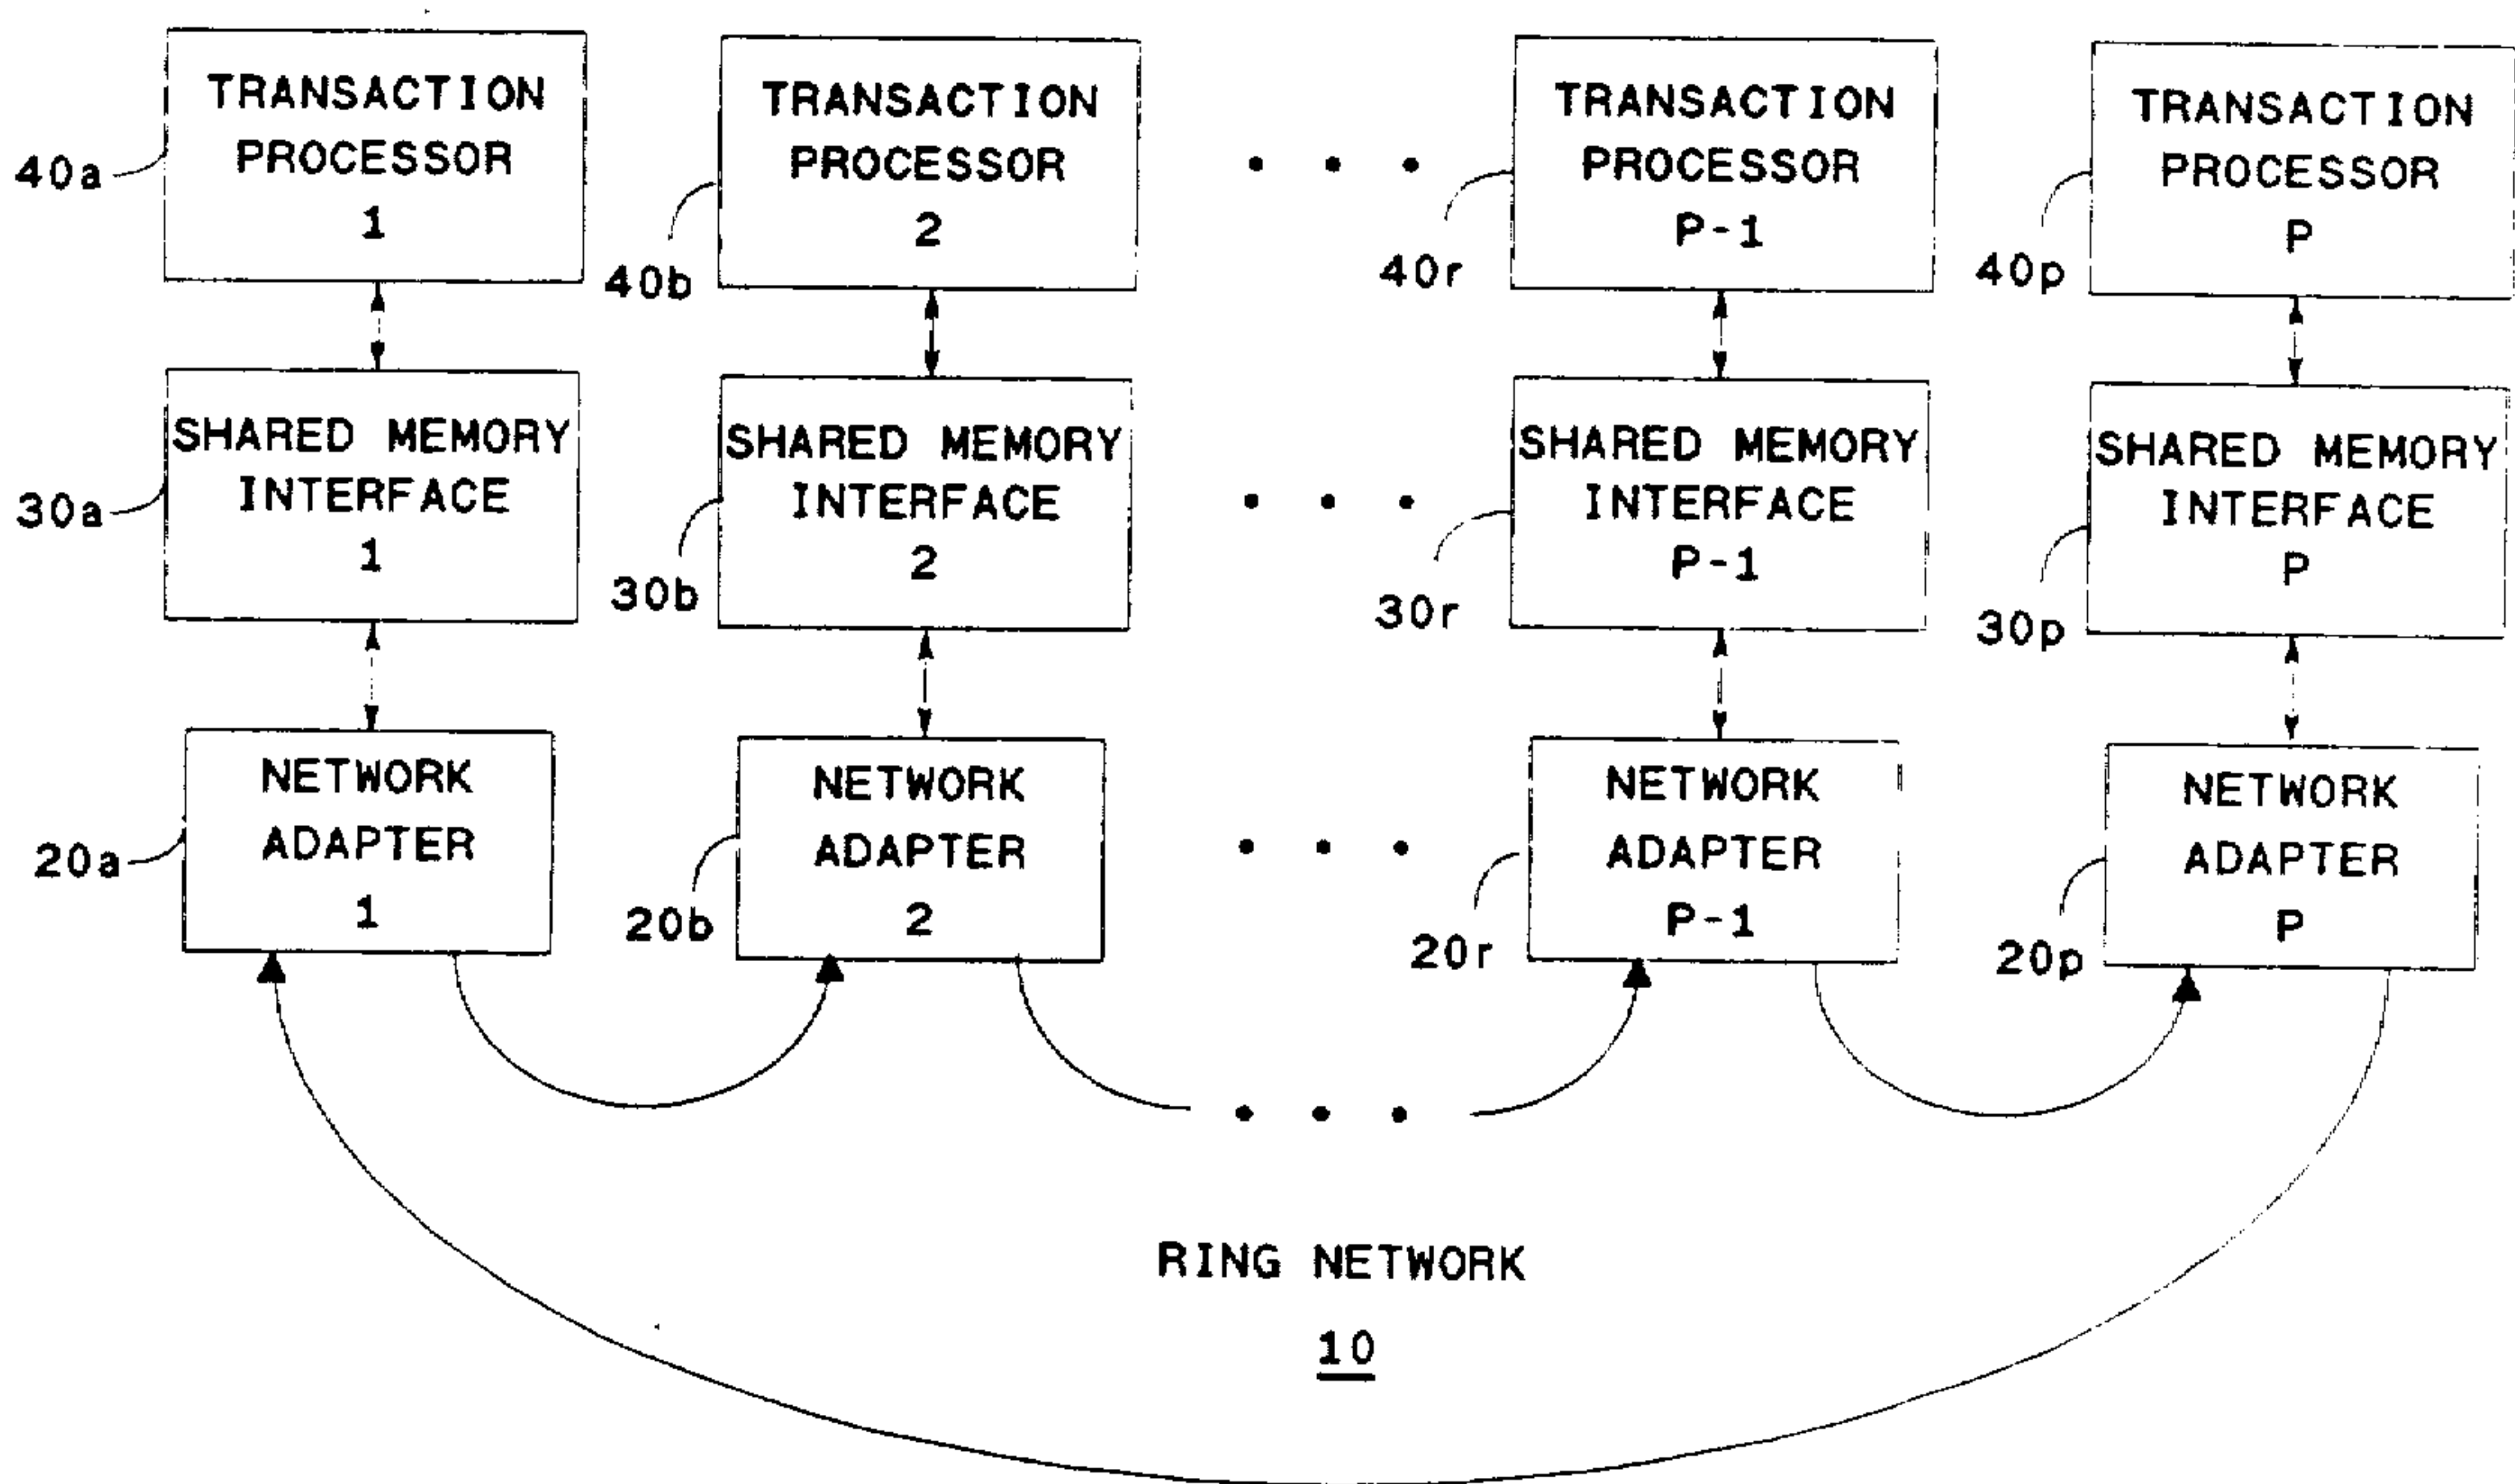 TRANSACTION
PROCESSOR
1
40a
TRANSACTION
PROCESSOR
2
40b
TRANSACTION
PROCESSOR
P-1
40r
TRANSACTION
PROCESSOR
P
40p
SHARED MEMORY
INTERFACE
1
30a
SHARED MEMORY
INTERFACE
2
30b
SHARED MEMORY
INTERFACE
P-1
30r
SHARED MEMORY
INTERFACE
P
30p
NETWORK
ADAPTER
1
20a
NETWORK
ADAPTER
2
20b
NETWORK
ADAPTER
P-1
20r
NETWORK
ADAPTER
P
20p
RING NETWORK
10